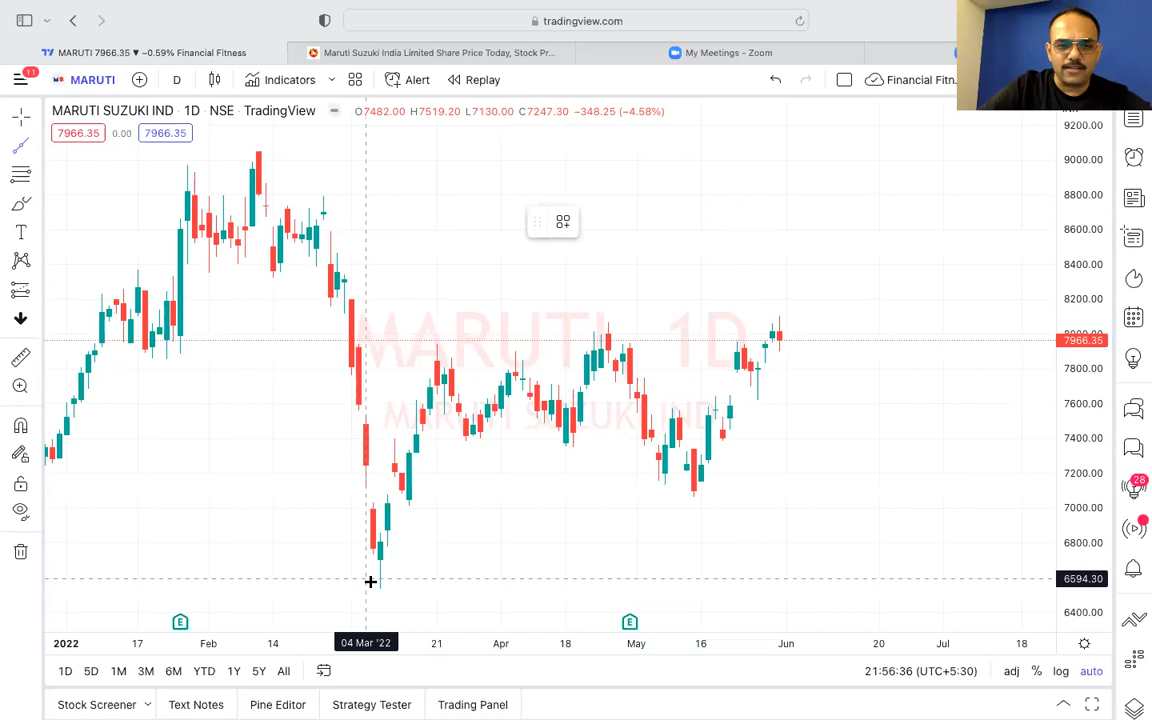 tradingview.com
MARUTI 7966.35 ▼ −0.59% Financial Fitness
Maruti Suzuki India Limited Share Price Today, Stock Pr...
My Meetings - Zoom
11
MARUTI
D
Indicators
Alert
Replay
Financial Fitn..
MARUTI SUZUKI IND · 1D · NSE · TradingView
O7482.00 H7519.20 L7130.00 C7247.30 −348.25 (−4.58%)
7966.35 0.00 7966.35
9200.00
9000.00
8800.00
8600.00
8400.00
8200.00
8000.00
7966.35
7800.00
7600.00
7400.00
7200.00
7000.00
6800.00
6594.30
6400.00
MARUTI, 1D
MARUTI SUZUKI IND
28
E
E
2022
17
Feb
14
04 Mar '22
21
Apr
18
May
16
Jun
20
Jul
18
1D 5D 1M 3M 6M YTD 1Y 5Y All
21:56:36 (UTC+5:30)
adj % log auto
Stock Screener
Text Notes
Pine Editor
Strategy Tester
Trading Panel